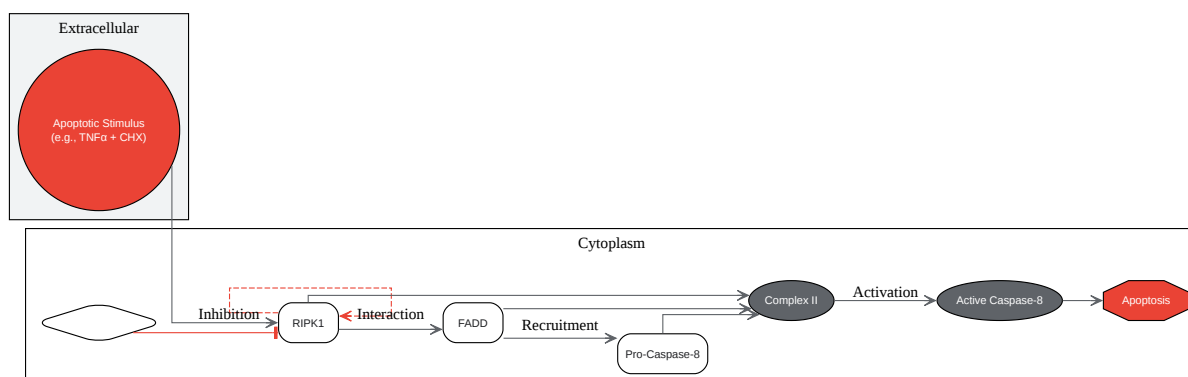 Extracellular
Apoptotic Stimulus
(e.g., TNFα + CHX)
Cytoplasm
Inhibition
RIPK1
Interaction
FADD
Recruitment
Pro-Caspase-8
Complex II
Activation
Active Caspase-8
Apoptosis